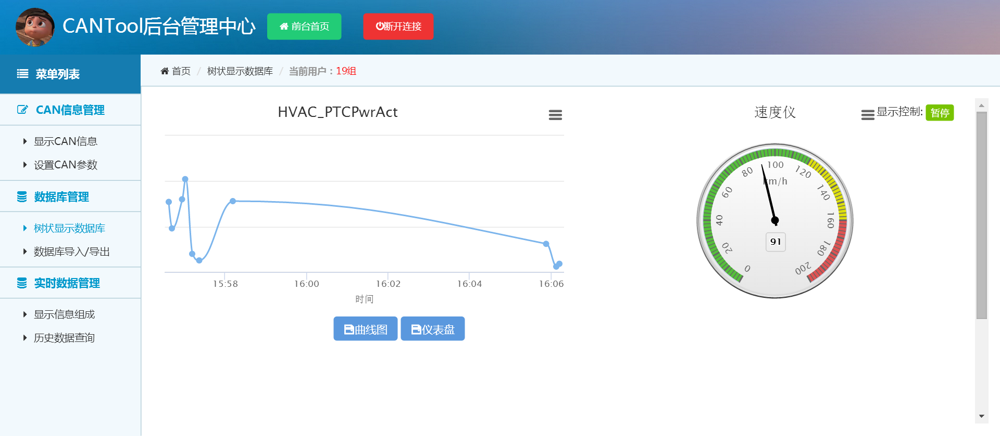 CANTool后台管理中心
前台首页
断开连接
菜单列表
首页 / 树状显示数据库 / 当前用户：19组
CAN信息管理
显示CAN信息
设置CAN参数
数据库管理
树状显示数据库
数据库导入/导出
实时数据管理
显示信息组成
历史数据查询
HVAC_PTCPwrAct
15:58
16:00
16:02
16:04
16:06
时间
曲线图
仪表盘
速度仪
显示控制: 暂停
0
20
40
60
80
100
120
140
160
180
200
km/h
91